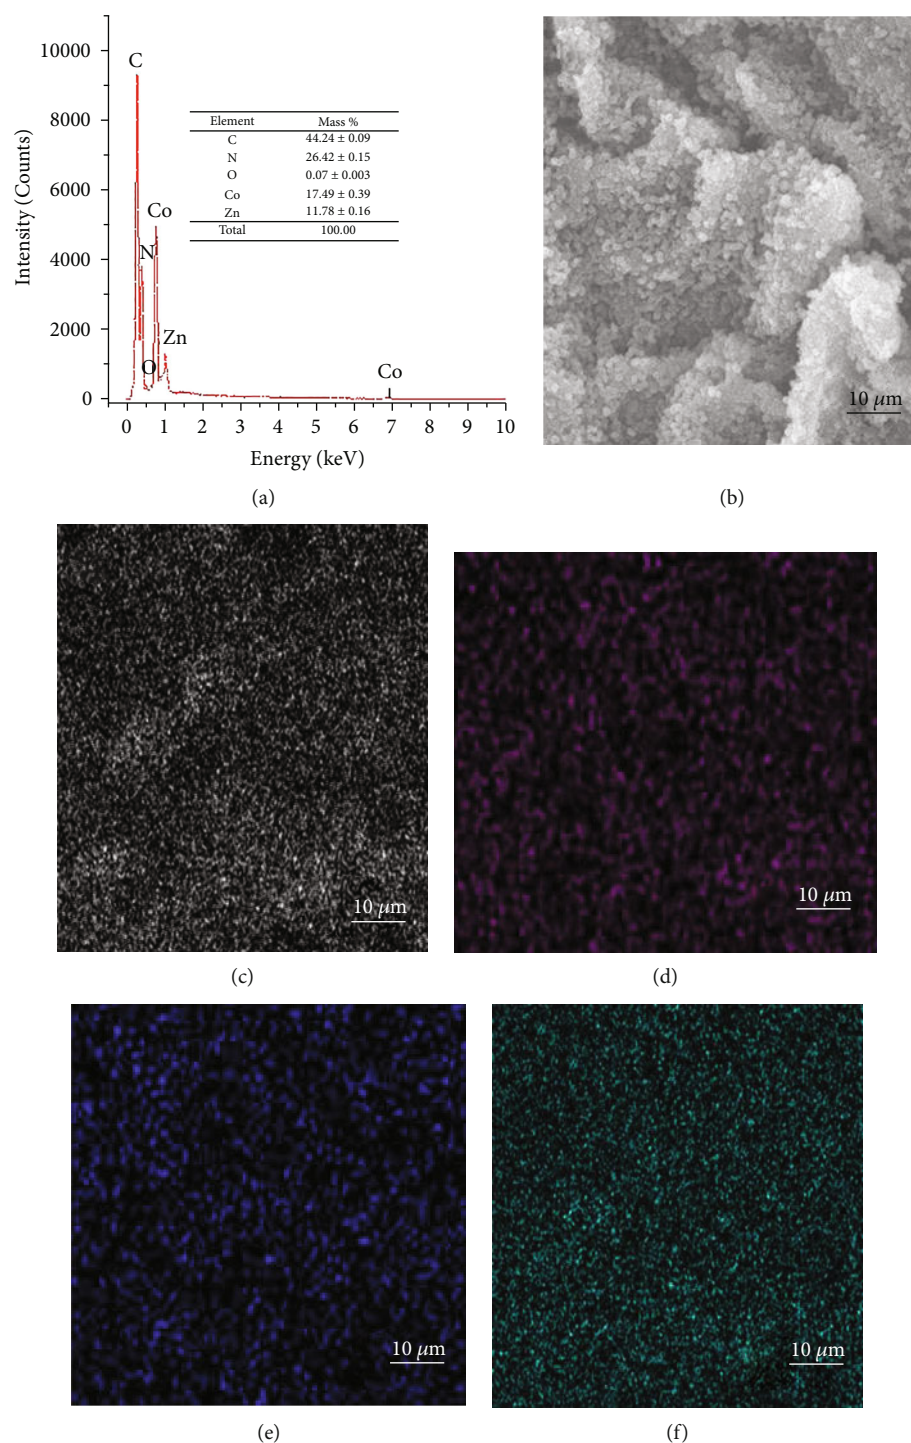 10000
8000
6000
4000
2000
0
Intensity (Counts)
C
N
Co
O
Zn
Co
Element Mass %
C 44.24 ± 0.09
N 26.42 ± 0.15
O 0.07 ± 0.003
Co 17.49 ± 0.39
Zn 11.78 ± 0.16
Total 100.00
0 1 2 3 4 5 6 7 8 9 10
Energy (keV)
(a)
10 μm
(b)
10 μm
(c)
10 μm
(d)
10 μm
(e)
10 μm
(f)